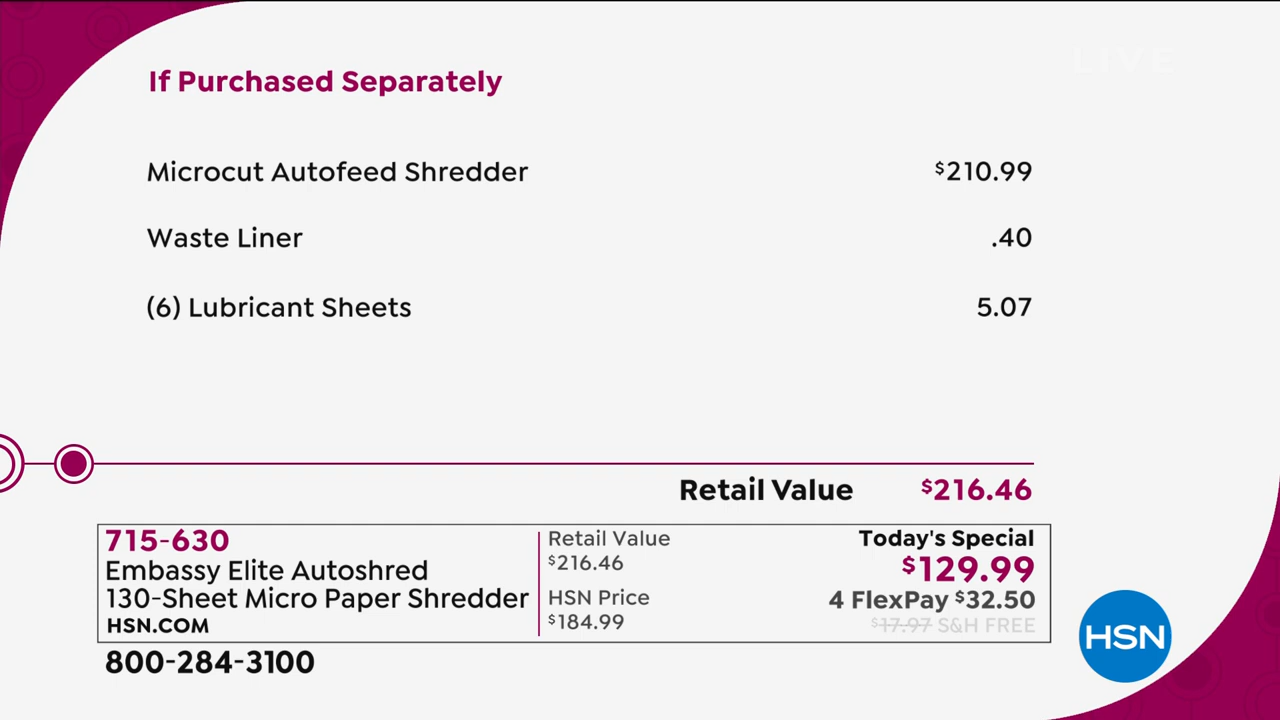 LIVE
If Purchased Separately
Microcut Autofeed Shredder $210.99
Waste Liner .40
(6) Lubricant Sheets 5.07
Retail Value $216.46
715-630
Embassy Elite Autoshred
130-Sheet Micro Paper Shredder
HSN.COM
Retail Value
$216.46
HSN Price
$184.99
Today's Special
$129.99
4 FlexPay $32.50
$17.97 S&H FREE
800-284-3100
HSN